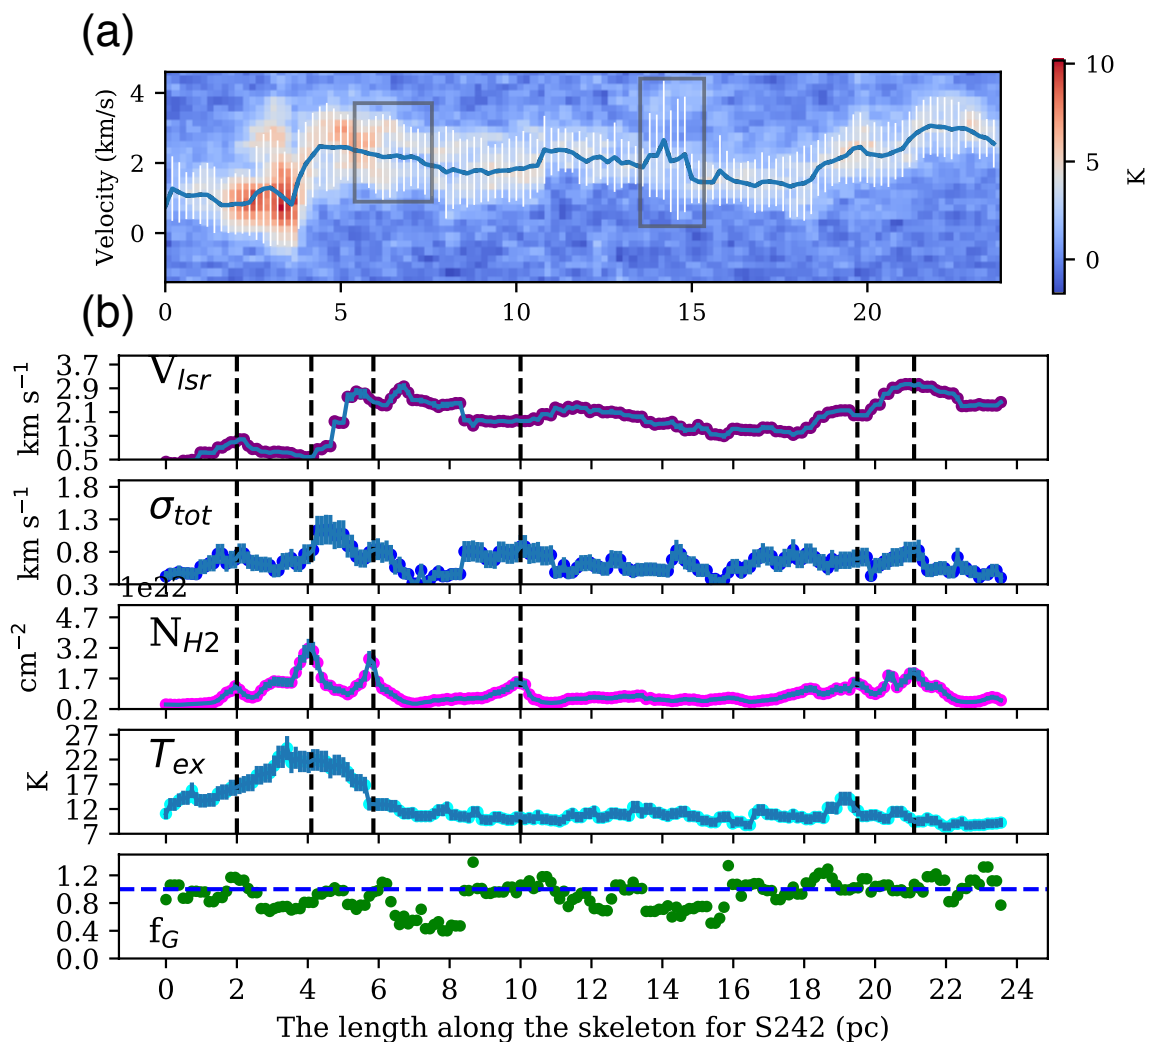 (a)
4
2
0
Velocity (km/s)
0 5 10 15 20
10
5
0
K
(b)
3.7
2.9
2.1
1.3
0.5
km s⁻¹
V_lsr
1.8
1.3
0.8
0.3
km s⁻¹
σ_tot
1e22
4.7
3.2
1.7
0.2
cm⁻²
N_H2
27
22
17
12
7
K
T_ex
1.2
0.8
0.4
0.0
f_G
0 2 4 6 8 10 12 14 16 18 20 22 24
The length along the skeleton for S242 (pc)